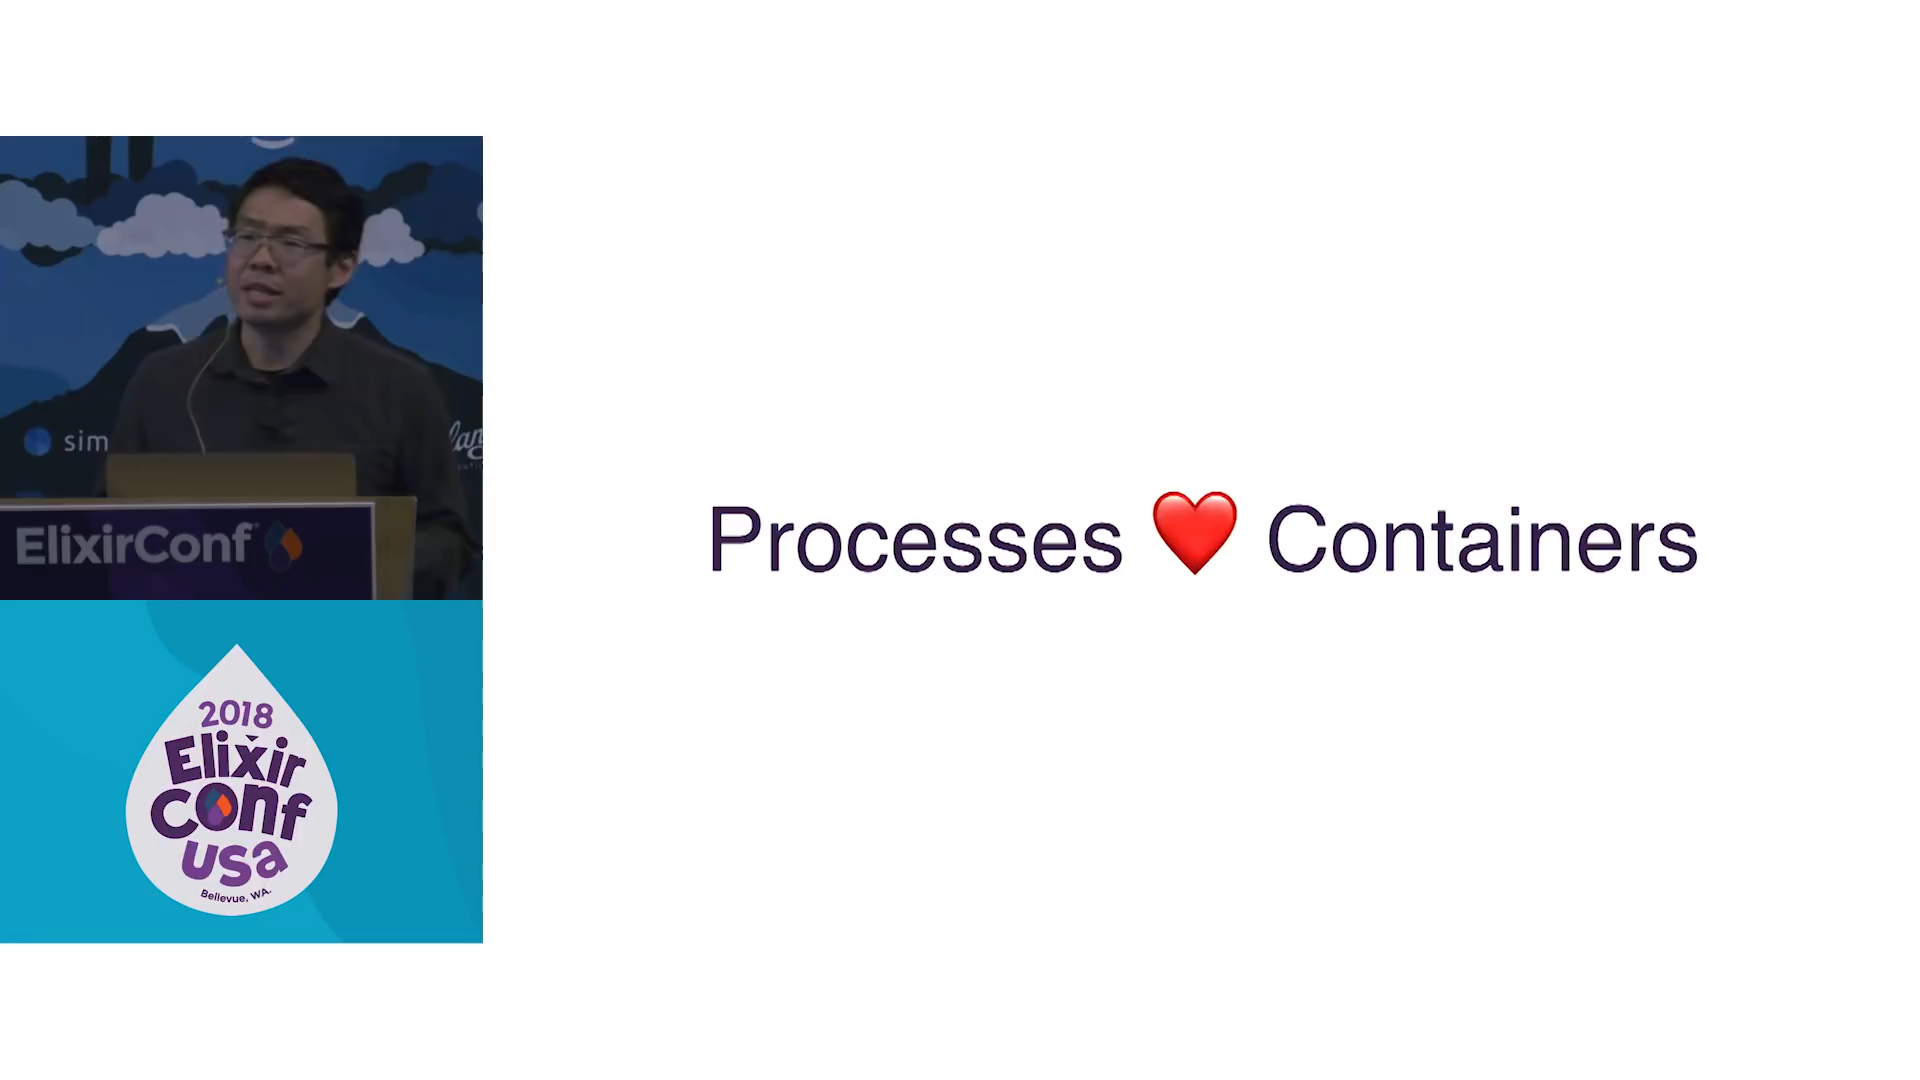 sim
ElixirConf
2018
Elixir
conf
usa
Bellevue, WA.
Processes ❤️ Containers